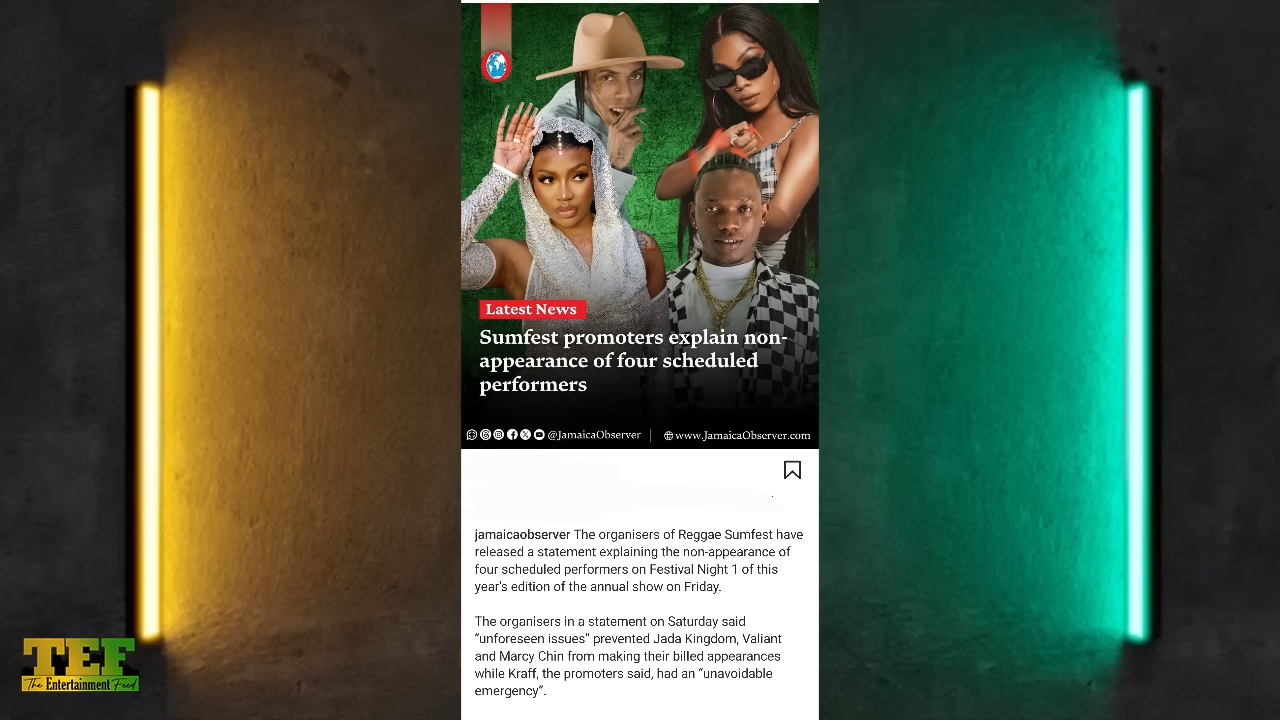 Latest News
Sumfest promoters explain non-
appearance of four scheduled
performers
@JamaicaObserver | www.JamaicaObserver.com
jamaicaobserver The organisers of Reggae Sumfest have
released a statement explaining the non-appearance of
four scheduled performers on Festival Night 1 of this
year's edition of the annual show on Friday.
The organisers in a statement on Saturday said
“unforeseen issues” prevented Jada Kingdom, Valiant
and Marcy Chin from making their billed appearances
while Kraff, the promoters said, had an “unavoidable
emergency”.
TEF
The Entertainment Feed